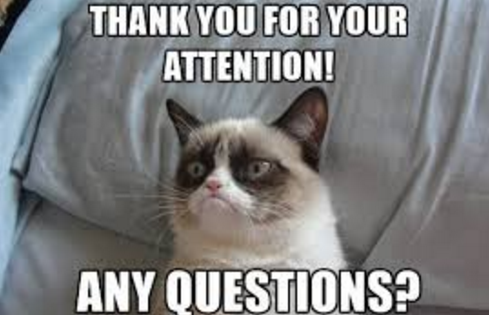 THANK YOU FOR YOUR
ATTENTION!
ANY QUESTIONS?